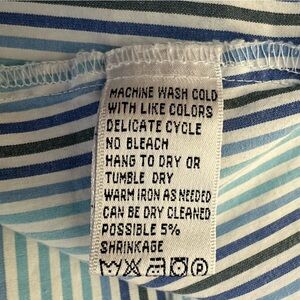 MACHINE WASH COLD
WITH LIKE COLORS
DELICATE CYCLE
NO BLEACH
HANG TO DRY OR
TUMBLE DRY
WARM IRON AS NEEDED
CAN BE DRY CLEANED
POSSIBLE 5%
SHRINKAGE